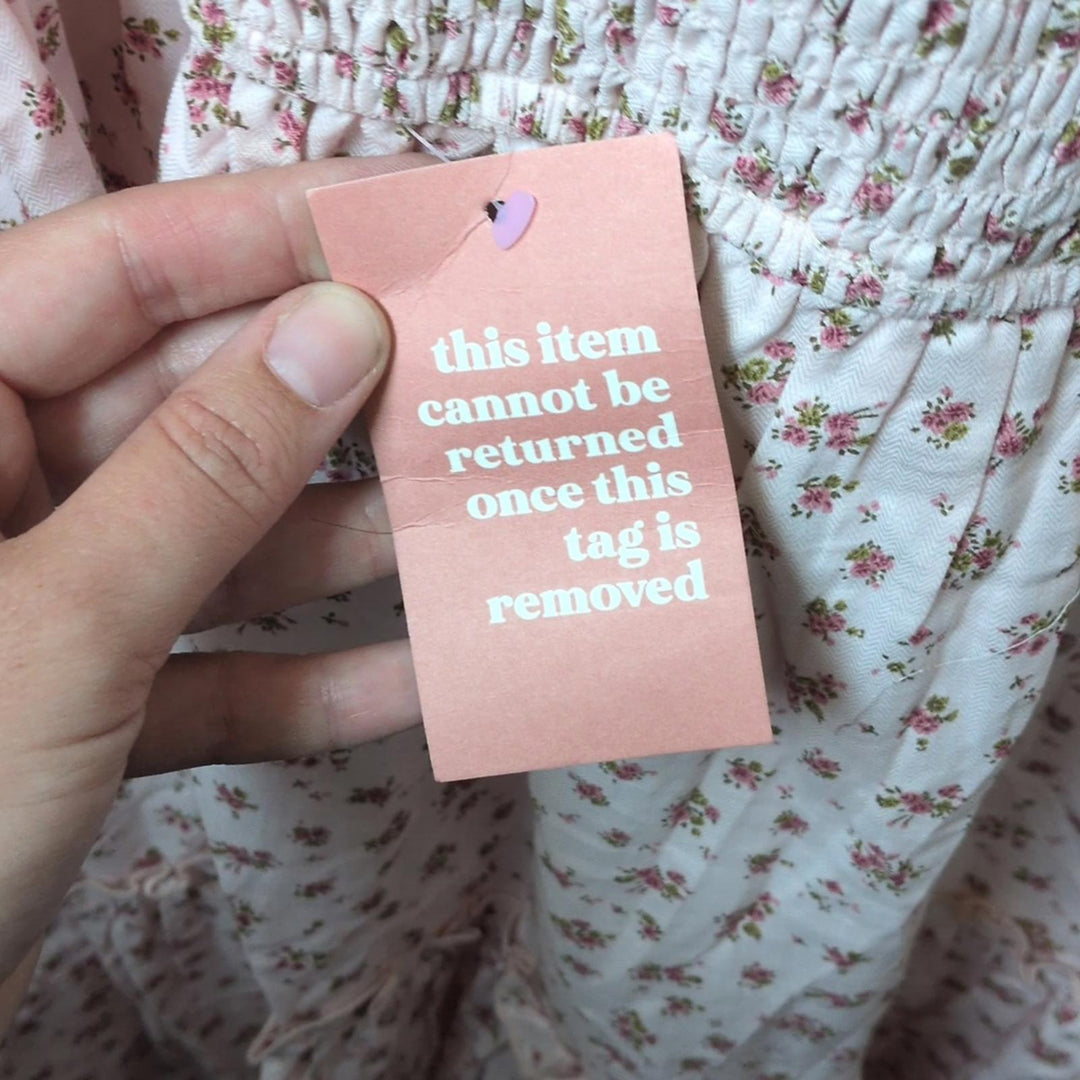 this item
cannot be
returned
once this
tag is
removed